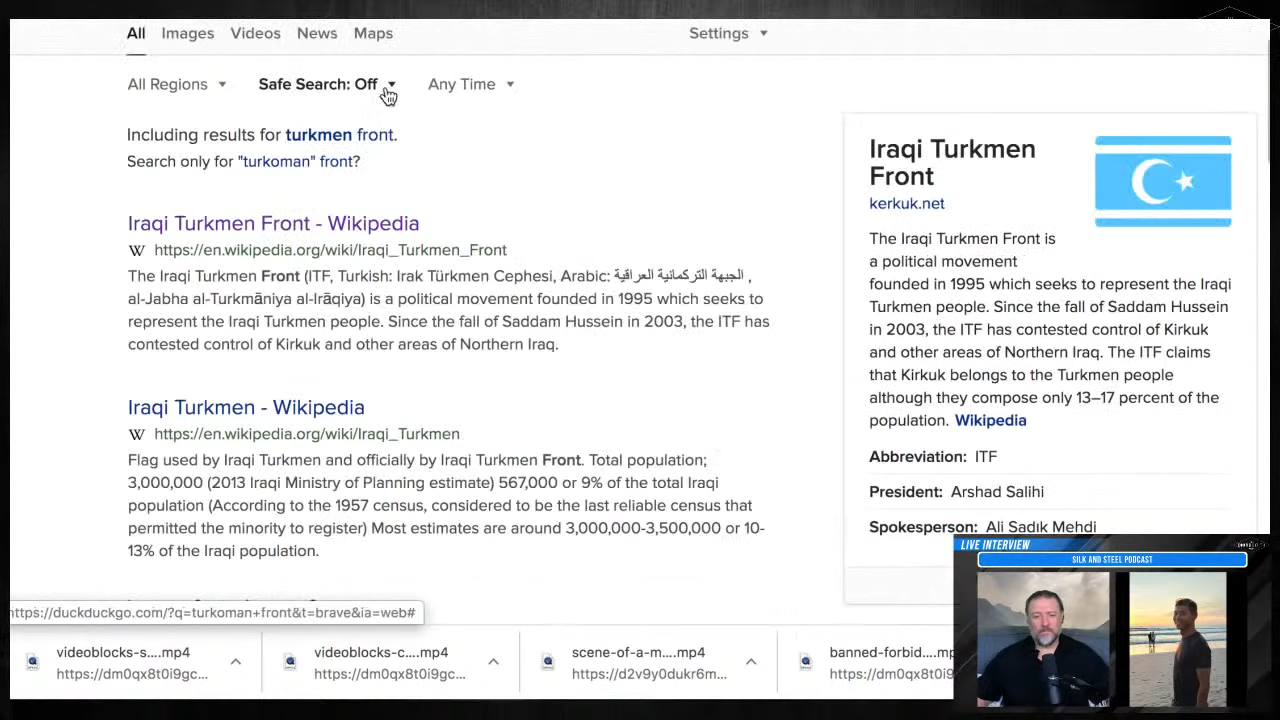 All Images Videos News Maps Settings
All Regions Safe Search: Off Any Time
Including results for turkmen front.
Search only for "turkoman" front?
Iraqi Turkmen Front - Wikipedia
W https://en.wikipedia.org/wiki/Iraqi_Turkmen_Front
The Iraqi Turkmen Front (ITF, Turkish: Irak Türkmen Cephesi, Arabic: الجبهة التركمانية العراقية ,
al-Jabha al-Turkmāniya al-Irāqiya) is a political movement founded in 1995 which seeks to
represent the Iraqi Turkmen people. Since the fall of Saddam Hussein in 2003, the ITF has
contested control of Kirkuk and other areas of Northern Iraq.
Iraqi Turkmen - Wikipedia
W https://en.wikipedia.org/wiki/Iraqi_Turkmen
Flag used by Iraqi Turkmen and officially by Iraqi Turkmen Front. Total population;
3,000,000 (2013 Iraqi Ministry of Planning estimate) 567,000 or 9% of the total Iraqi
population (According to the 1957 census, considered to be the last reliable census that
permitted the minority to register) Most estimates are around 3,000,000-3,500,000 or 10-
13% of the Iraqi population.
Iraqi Turkmen
Front
kerkuk.net
The Iraqi Turkmen Front is
a political movement
founded in 1995 which seeks to represent the Iraqi
Turkmen people. Since the fall of Saddam Hussein
in 2003, the ITF has contested control of Kirkuk
and other areas of Northern Iraq. The ITF claims
that Kirkuk belongs to the Turkmen people
although they compose only 13–17 percent of the
population. Wikipedia
Abbreviation: ITF
President: Arshad Salihi
Spokesperson: Ali Sadık Mehdi
https://duckduckgo.com/?q=turkoman+front&t=brave&ia=web#
videoblocks-s....mp4
https://dm0qx8t0i9gc...
videoblocks-c....mp4
https://dm0qx8t0i9gc...
scene-of-a-m....mp4
https://d2v9y0dukr6m...
banned-forbid....mp
https://dm0qx8t0i9
LIVE INTERVIEW
SILK AND STEEL PODCAST